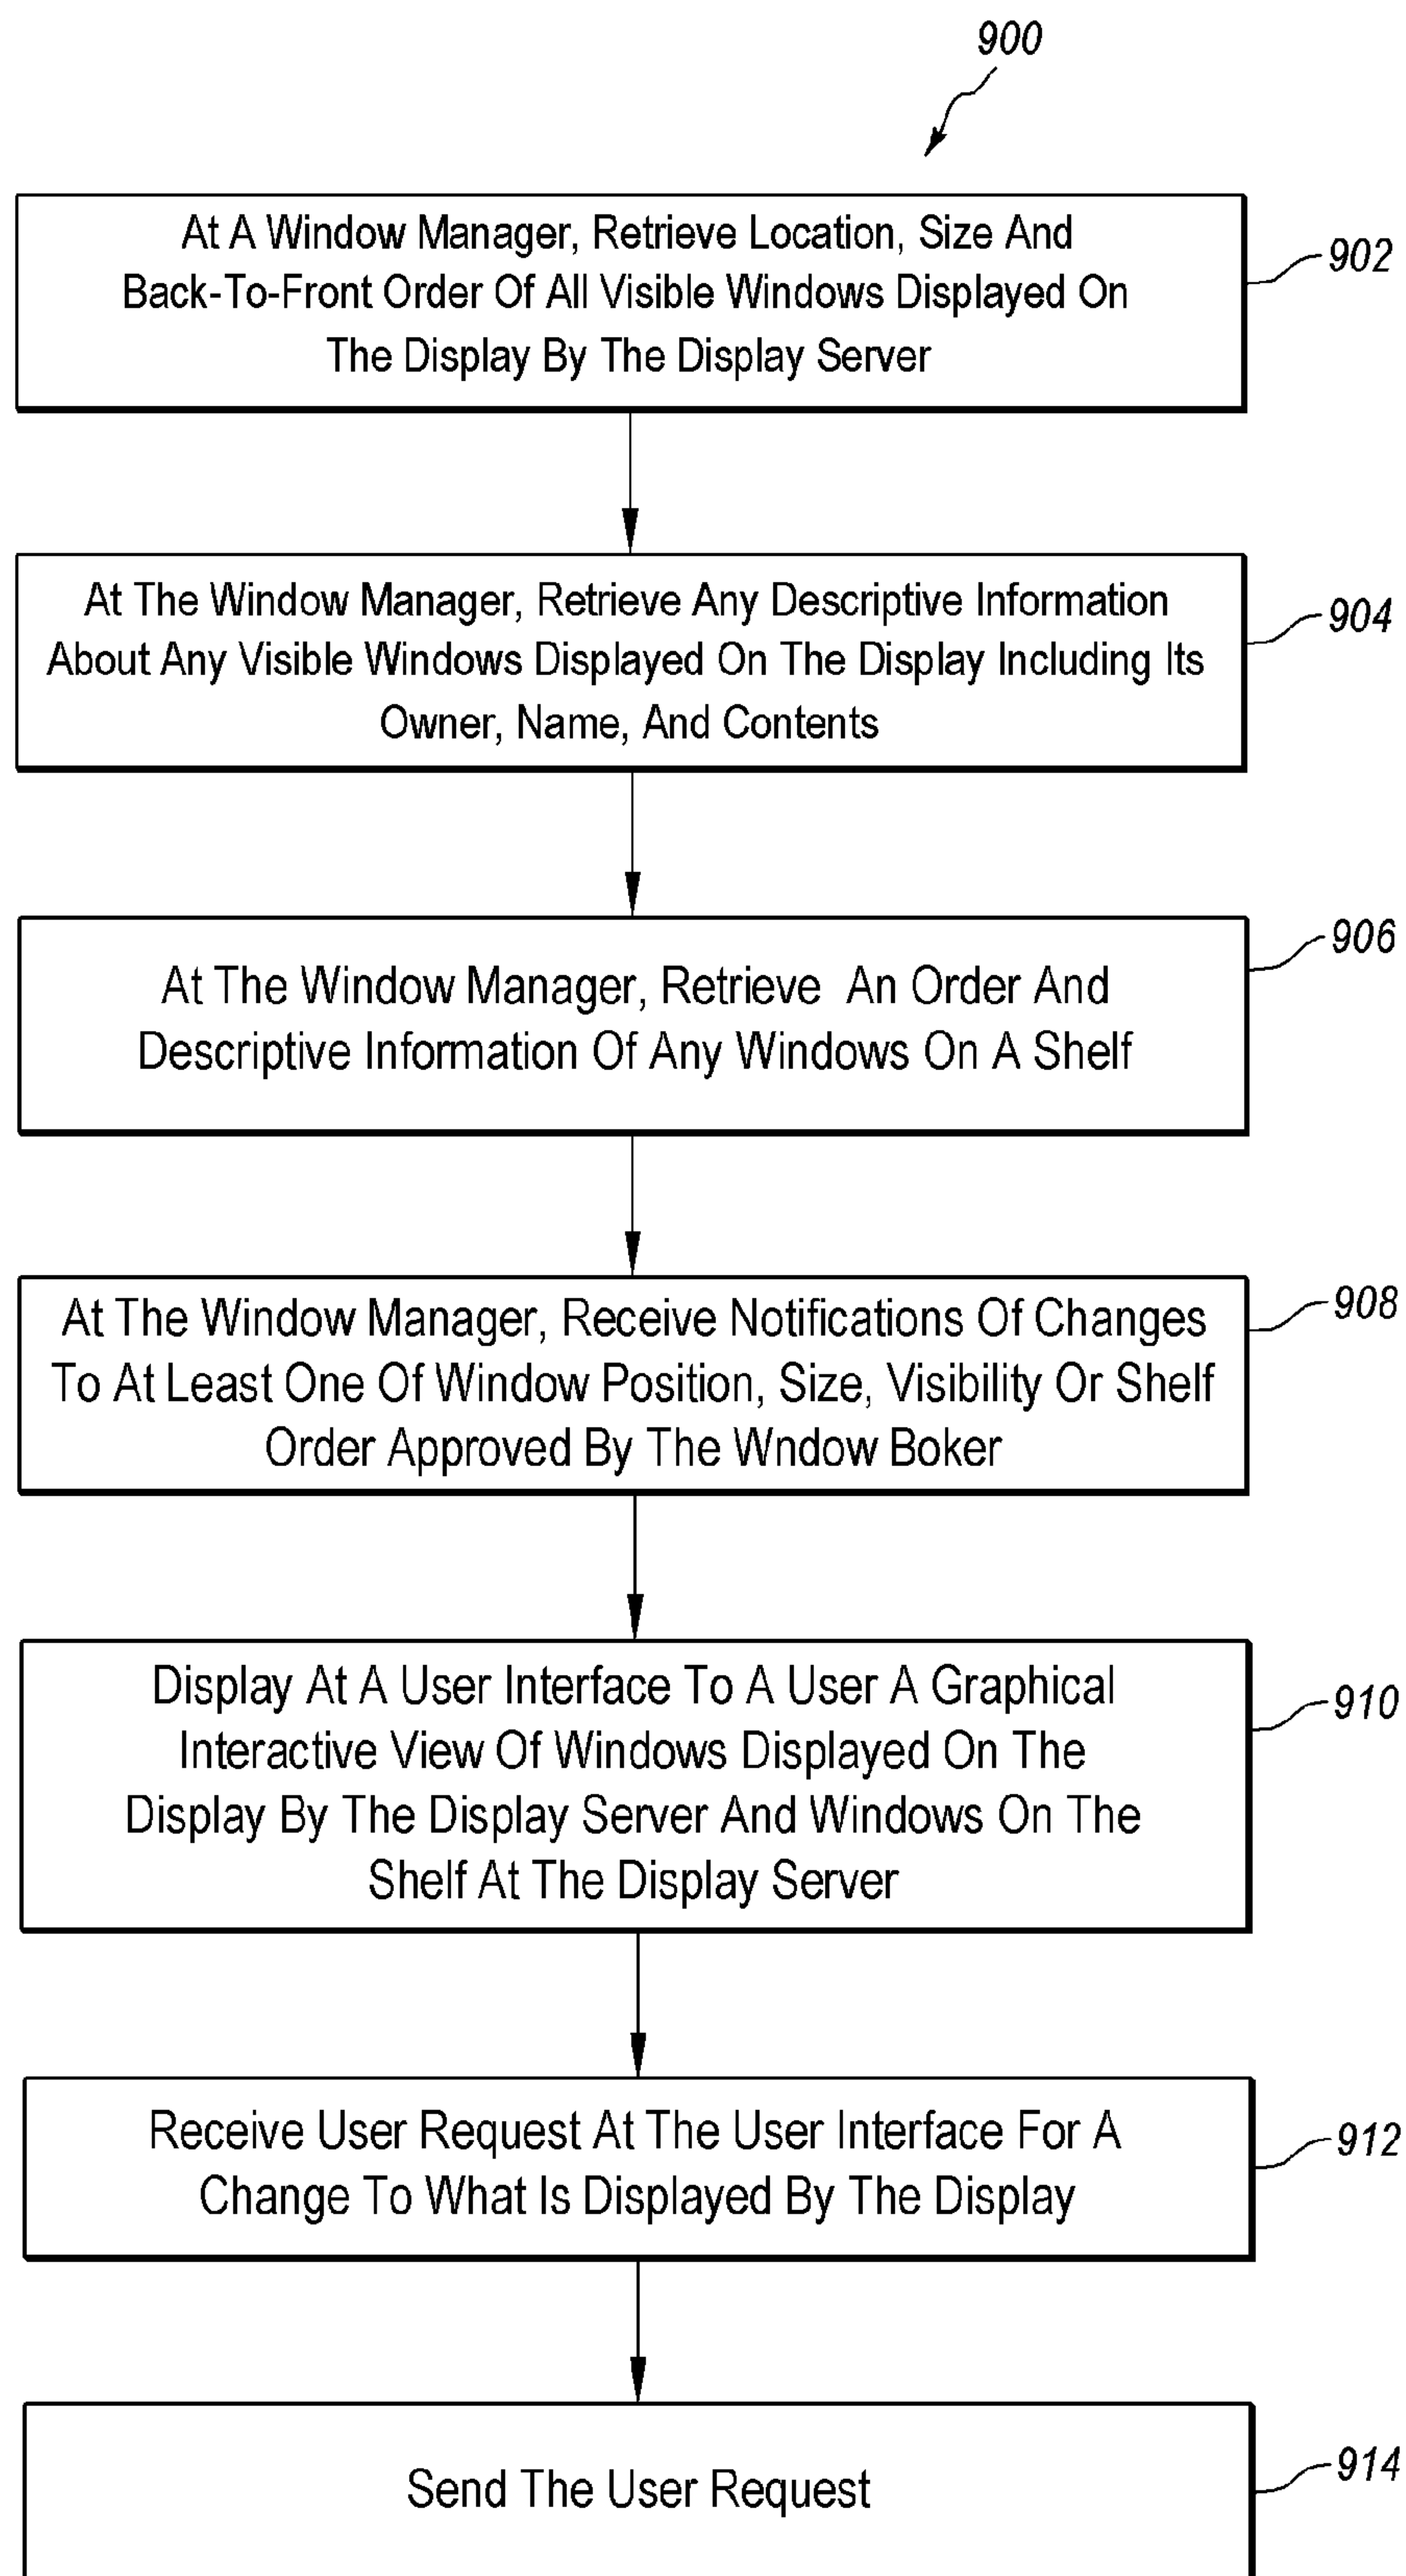 900
At A Window Manager, Retrieve Location, Size And
Back-To-Front Order Of All Visible Windows Displayed On
The Display By The Display Server
902
At The Window Manager, Retrieve Any Descriptive Information
About Any Visible Windows Displayed On The Display Including Its
Owner, Name, And Contents
904
At The Window Manager, Retrieve An Order And
Descriptive Information Of Any Windows On A Shelf
906
At The Window Manager, Receive Notifications Of Changes
To At Least One Of Window Position, Size, Visibility Or Shelf
Order Approved By The Wndow Boker
908
Display At A User Interface To A User A Graphical
Interactive View Of Windows Displayed On The
Display By The Display Server And Windows On The
Shelf At The Display Server
910
Receive User Request At The User Interface For A
Change To What Is Displayed By The Display
912
Send The User Request
914